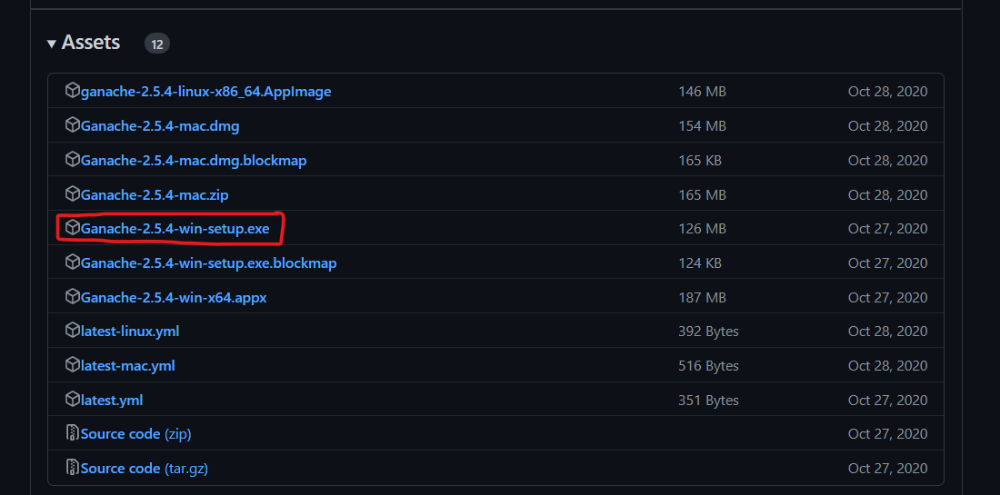 Assets 12
ganache-2.5.4-linux-x86_64.AppImage 146 MB Oct 28, 2020
Ganache-2.5.4-mac.dmg 154 MB Oct 28, 2020
Ganache-2.5.4-mac.dmg.blockmap 165 KB Oct 28, 2020
Ganache-2.5.4-mac.zip 165 MB Oct 28, 2020
Ganache-2.5.4-win-setup.exe 126 MB Oct 27, 2020
Ganache-2.5.4-win-setup.exe.blockmap 124 KB Oct 27, 2020
Ganache-2.5.4-win-x64.appx 187 MB Oct 27, 2020
latest-linux.yml 392 Bytes Oct 28, 2020
latest-mac.yml 516 Bytes Oct 28, 2020
latest.yml 351 Bytes Oct 27, 2020
Source code (zip) Oct 27, 2020
Source code (tar.gz) Oct 27, 2020